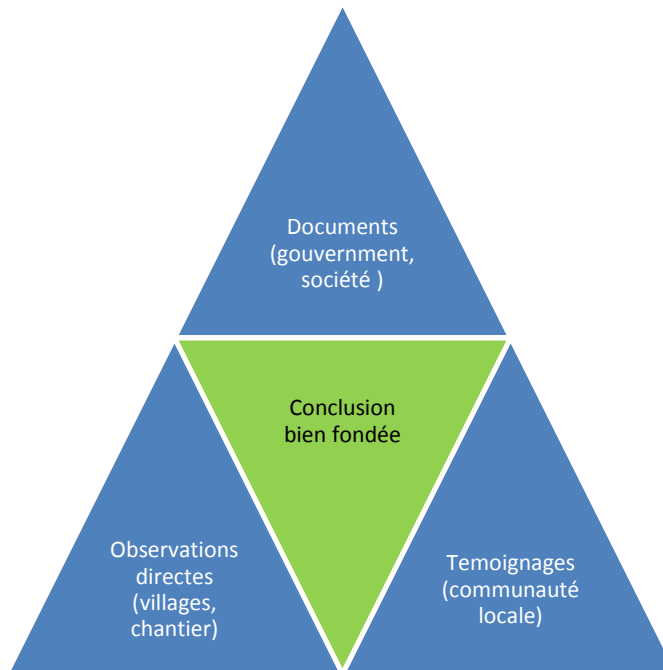 Documents
(gouvernment,
société )
Conclusion
bien fondée
Observations
directes
(villages,
chantier)
Temoignages
(communauté
locale)